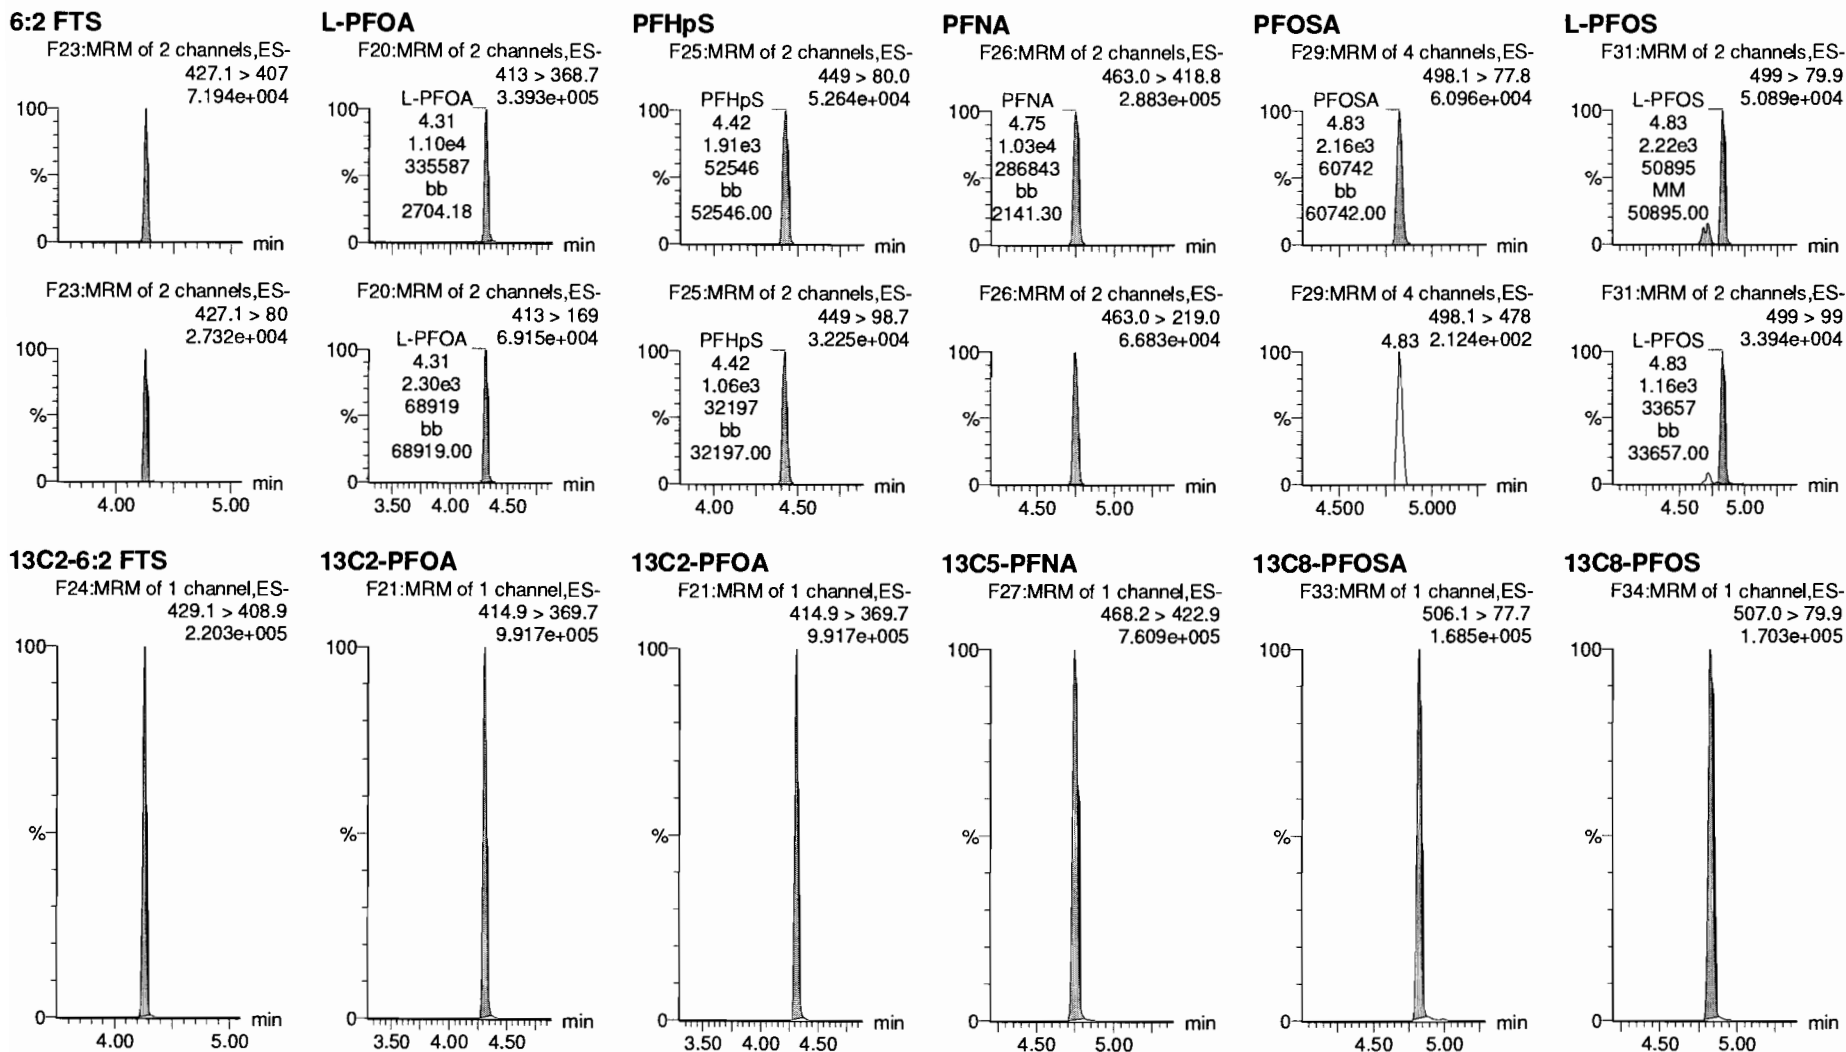 6:2 FTS
F23:MRM of 2 channels,ES-
427.1 > 407
7.194e+004
100
%
0
min
L-PFOA
F20:MRM of 2 channels,ES-
413 > 368.7
3.393e+005
L-PFOA
4.31
1.10e4
335587
bb
2704.18
100
%
0
min
PFHpS
F25:MRM of 2 channels,ES-
449 > 80.0
5.264e+004
PFHpS
4.42
1.91e3
52546
bb
52546.00
100
%
0
min
PFNA
F26:MRM of 2 channels,ES-
463.0 > 418.8
2.883e+005
PFNA
4.75
1.03e4
286843
bb
2141.30
100
%
0
min
PFOSA
F29:MRM of 4 channels,ES-
498.1 > 77.8
6.096e+004
PFOSA
4.83
2.16e3
60742
bb
60742.00
100
%
0
min
L-PFOS
F31:MRM of 2 channels,ES-
499 > 79.9
5.089e+004
L-PFOS
4.83
2.22e3
50895
MM
50895.00
100
%
0
min
F23:MRM of 2 channels,ES-
427.1 > 80
2.732e+004
100
%
0
min
4.00 5.00
F20:MRM of 2 channels,ES-
413 > 169
6.915e+004
L-PFOA
4.31
2.30e3
68919
bb
68919.00
100
%
0
min
3.50 4.00 4.50
F25:MRM of 2 channels,ES-
449 > 98.7
3.225e+004
PFHpS
4.42
1.06e3
32197
bb
32197.00
100
%
0
min
4.00 4.50
F26:MRM of 2 channels,ES-
463.0 > 219.0
6.683e+004
100
%
0
min
4.50 5.00
F29:MRM of 4 channels,ES-
498.1 > 478
4.83 2.124e+002
100
%
0
min
4.500 5.000
F31:MRM of 2 channels,ES-
499 > 99
3.394e+004
L-PFOS
4.83
1.16e3
33657
bb
33657.00
100
%
0
min
4.50 5.00
13C2-6:2 FTS
F24:MRM of 1 channel,ES-
429.1 > 408.9
2.203e+005
100
%
0
min
4.00 5.00
13C2-PFOA
F21:MRM of 1 channel,ES-
414.9 > 369.7
9.917e+005
100
%
0
min
3.50 4.00 4.50
13C2-PFOA
F21:MRM of 1 channel,ES-
414.9 > 369.7
9.917e+005
100
%
0
min
3.50 4.00 4.50
13C5-PFNA
F27:MRM of 1 channel,ES-
468.2 > 422.9
7.609e+005
100
%
0
min
4.50 5.00
13C8-PFOSA
F33:MRM of 1 channel,ES-
506.1 > 77.7
1.685e+005
100
%
0
min
4.50 5.00
13C8-PFOS
F34:MRM of 1 channel,ES-
507.0 > 79.9
1.703e+005
100
%
0
min
4.50 5.00